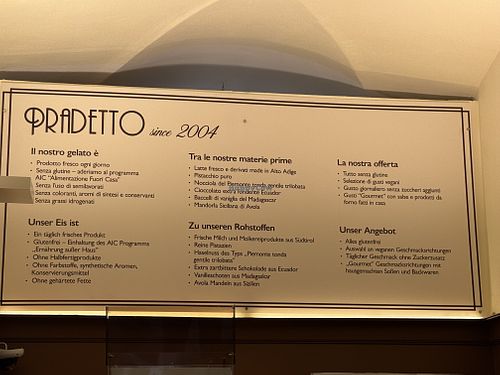 PRADETTO since 2004
Il nostro gelato è
• Prodotto fresco ogni giorno
• Senza glutine – aderiamo al programma
AIC "Alimentazione Fuori Casa"
• Senza l'uso di semilavorati
• Senza coloranti, aromi di sintesi e conservanti
• Senza grassi idrogenati
Tra le nostre materie prime
• Latte fresco e derivati made in Alto Adige
• Pistacchio puro
• Nocciola del Piemonte tonda gentile trilobata
• Cioccolato extra fondente Ecuador
• Baccelli di vaniglia del Madagascar
• Mandorla Siciliana di Avola
La nostra offerta
• Tutto senza glutine
• Selezione di gusti vegani
• Gusto giornaliero senza zuccheri aggiunti
• Gusti "Gourmet" con salse e prodotti da
forno fatti in casa
Unser Eis ist
• Ein täglich frisches Produkt
• Glutenfrei – Einhaltung des AIC Programms
„Ernährung außer Haus"
• Ohne Halbfertigprodukte
• Ohne Farbstoffe, synthetische Aromen,
Konservierungsmittel
• Ohne gehärtete Fette
Zu unseren Rohstoffen
• Frische Milch und Molkereiprodukte aus Südtirol
• Reine Pistazien
• Haselnuss des Typs „Piemonte tonda
gentile trilobata"
• Extra zartbittere Schokolade aus Ecuador
• Vanilleschoten aus Madagaskar
• Avola Mandeln aus Sizilien
Unser Angebot
• Alles glutenfrei
• Auswahl an veganen Geschmacksrichtungen
• Täglicher Geschmack ohne Zuckerzusatz
• „Gourmet" Geschmacksrichtungen mit
hausgemachten Soßen und Backwaren